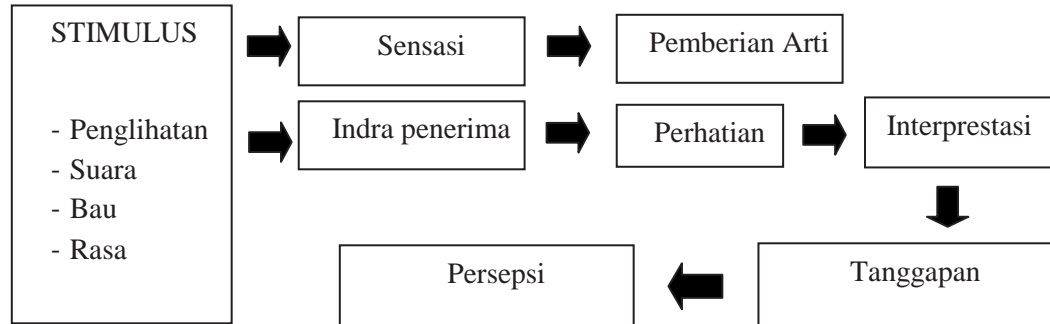 STIMULUS
- Penglihatan
- Suara
- Bau
- Rasa
Sensasi
Pemberian Arti
Indra penerima
Perhatian
Interprestasi
Tanggapan
Persepsi